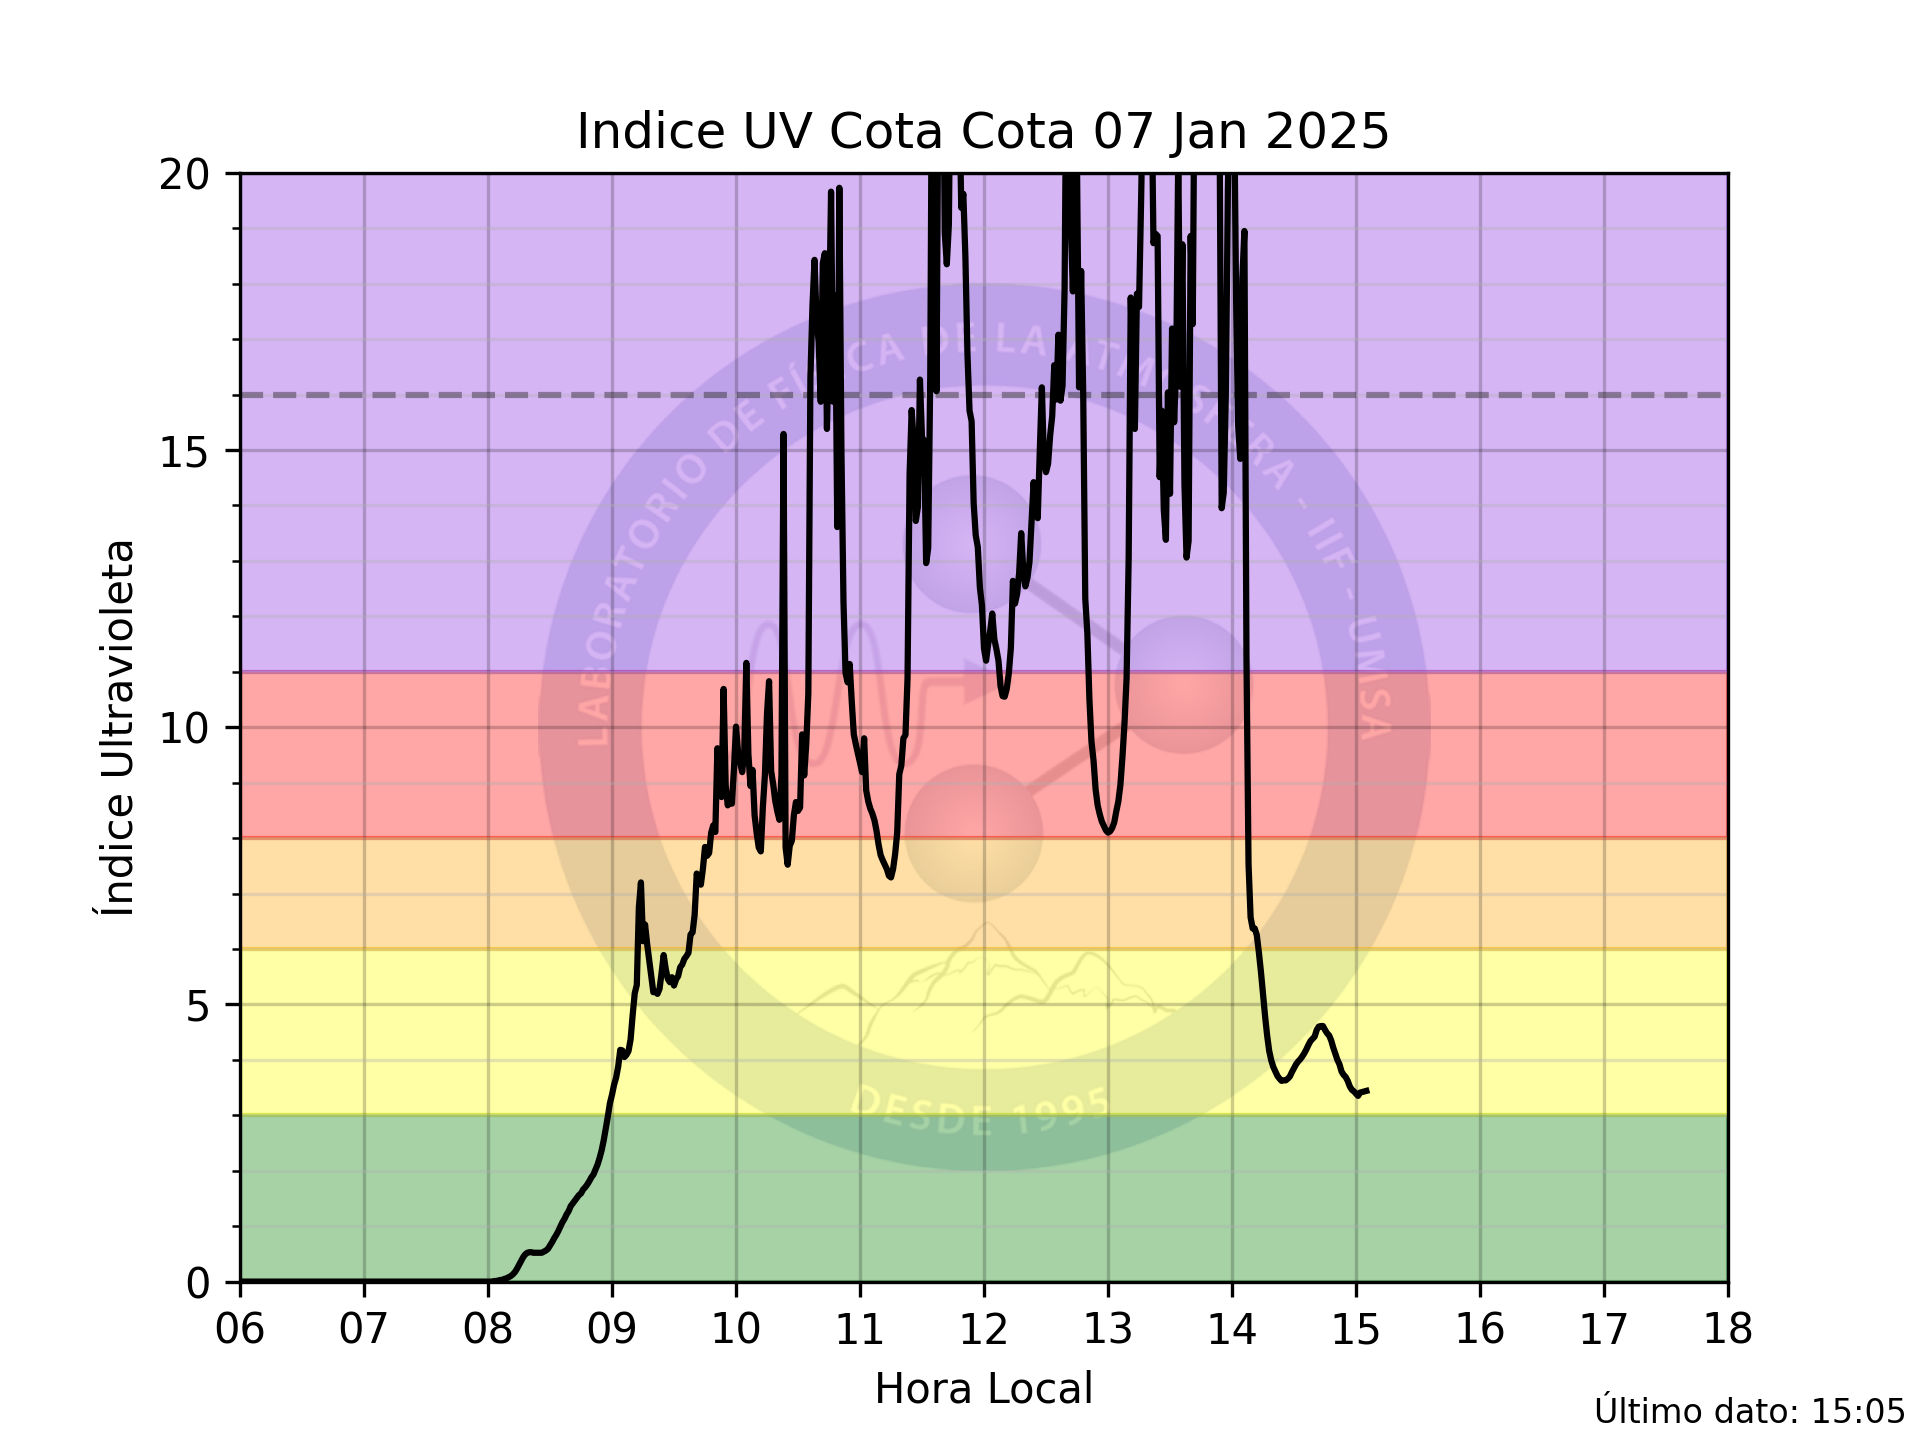 Indice UV Cota Cota 07 Jan 2025
20
15
10
5
0
Índice Ultravioleta
LABORATORIO DE FÍSICA DE LA ATMÓSFERA - IIF - UMSA
DESDE 1995
06 07 08 09 10 11 12 13 14 15 16 17 18
Hora Local
Último dato: 15:05